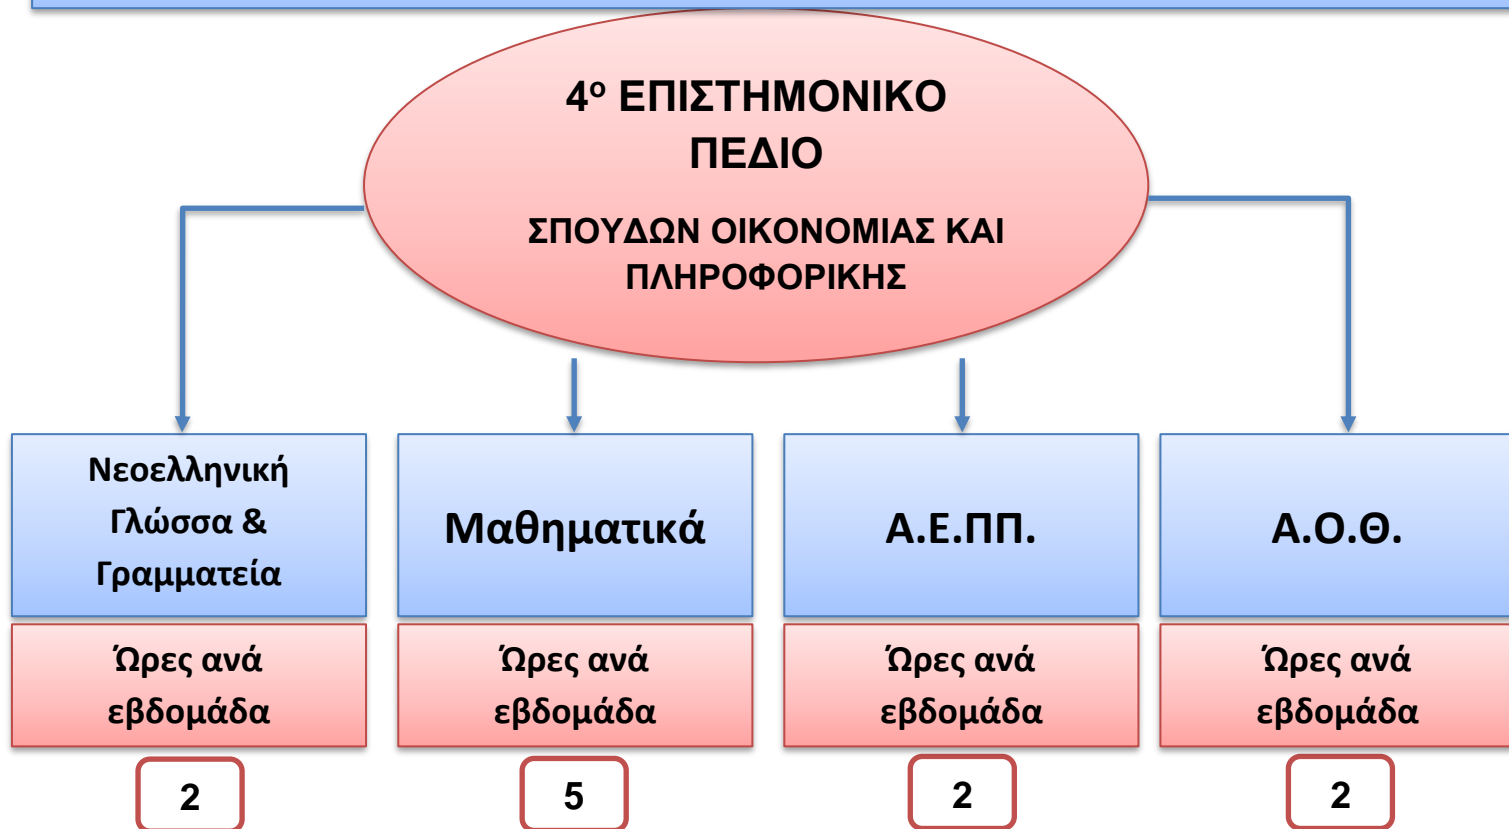 4ο ΕΠΙΣΤΗΜΟΝΙΚΟ
ΠΕΔΙΟ
ΣΠΟΥΔΩΝ ΟΙΚΟΝΟΜΙΑΣ ΚΑΙ
ΠΛΗΡΟΦΟΡΙΚΗΣ
Νεοελληνική
Γλώσσα &
Γραμματεία
Μαθηματικά
Α.Ε.ΠΠ.
Α.Ο.Θ.
Ώρες ανά
εβδομάδα
Ώρες ανά
εβδομάδα
Ώρες ανά
εβδομάδα
Ώρες ανά
εβδομάδα
2
5
2
2